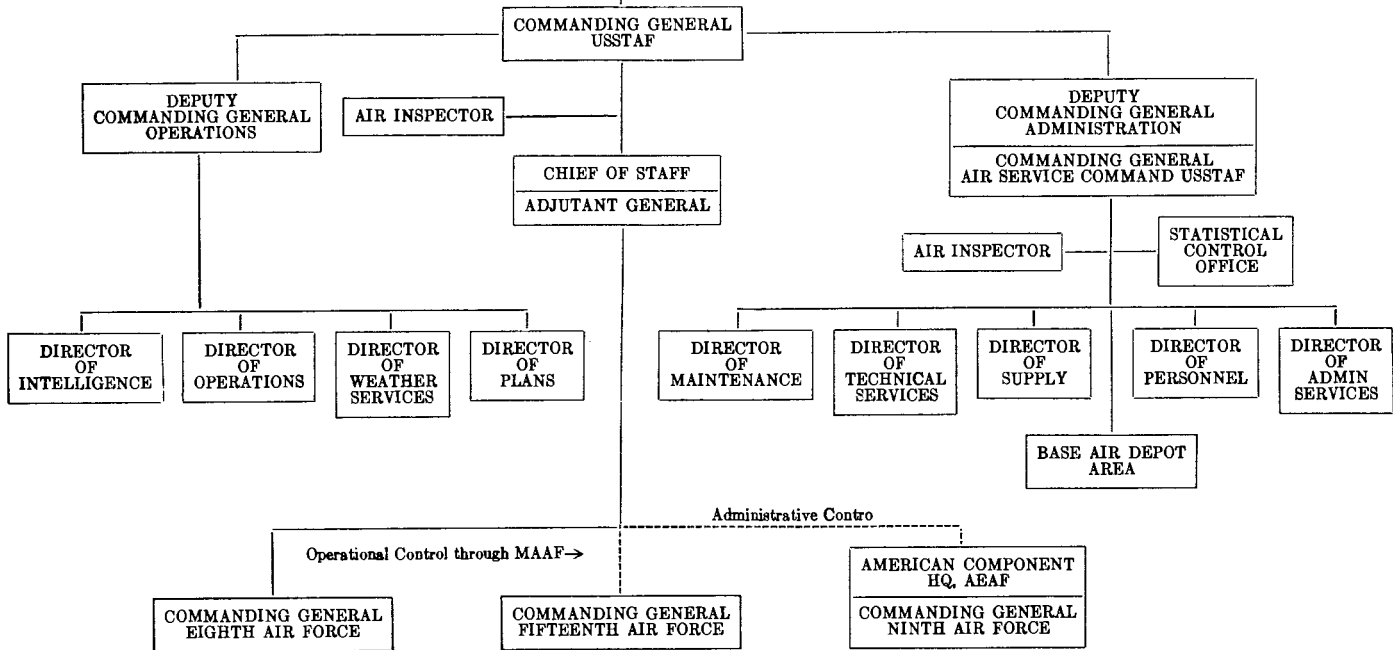 COMMANDING GENERAL
USSTAF
DEPUTY
COMMANDING GENERAL
OPERATIONS
AIR INSPECTOR
DEPUTY
COMMANDING GENERAL
ADMINISTRATION
COMMANDING GENERAL
AIR SERVICE COMMAND USSTAF
CHIEF OF STAFF
ADJUTANT GENERAL
AIR INSPECTOR
STATISTICAL
CONTROL
OFFICE
DIRECTOR
OF
INTELLIGENCE
DIRECTOR
OF
OPERATIONS
DIRECTOR
OF
WEATHER
SERVICES
DIRECTOR
OF
PLANS
DIRECTOR
OF
MAINTENANCE
DIRECTOR
OF
TECHNICAL
SERVICES
DIRECTOR
OF
SUPPLY
DIRECTOR
OF
PERSONNEL
DIRECTOR
OF
ADMIN
SERVICES
BASE AIR DEPOT
AREA
Administrative Contro
Operational Control through MAAF→
COMMANDING GENERAL
EIGHTH AIR FORCE
COMMANDING GENERAL
FIFTEENTH AIR FORCE
AMERICAN COMPONENT
HQ, AEAF
COMMANDING GENERAL
NINTH AIR FORCE